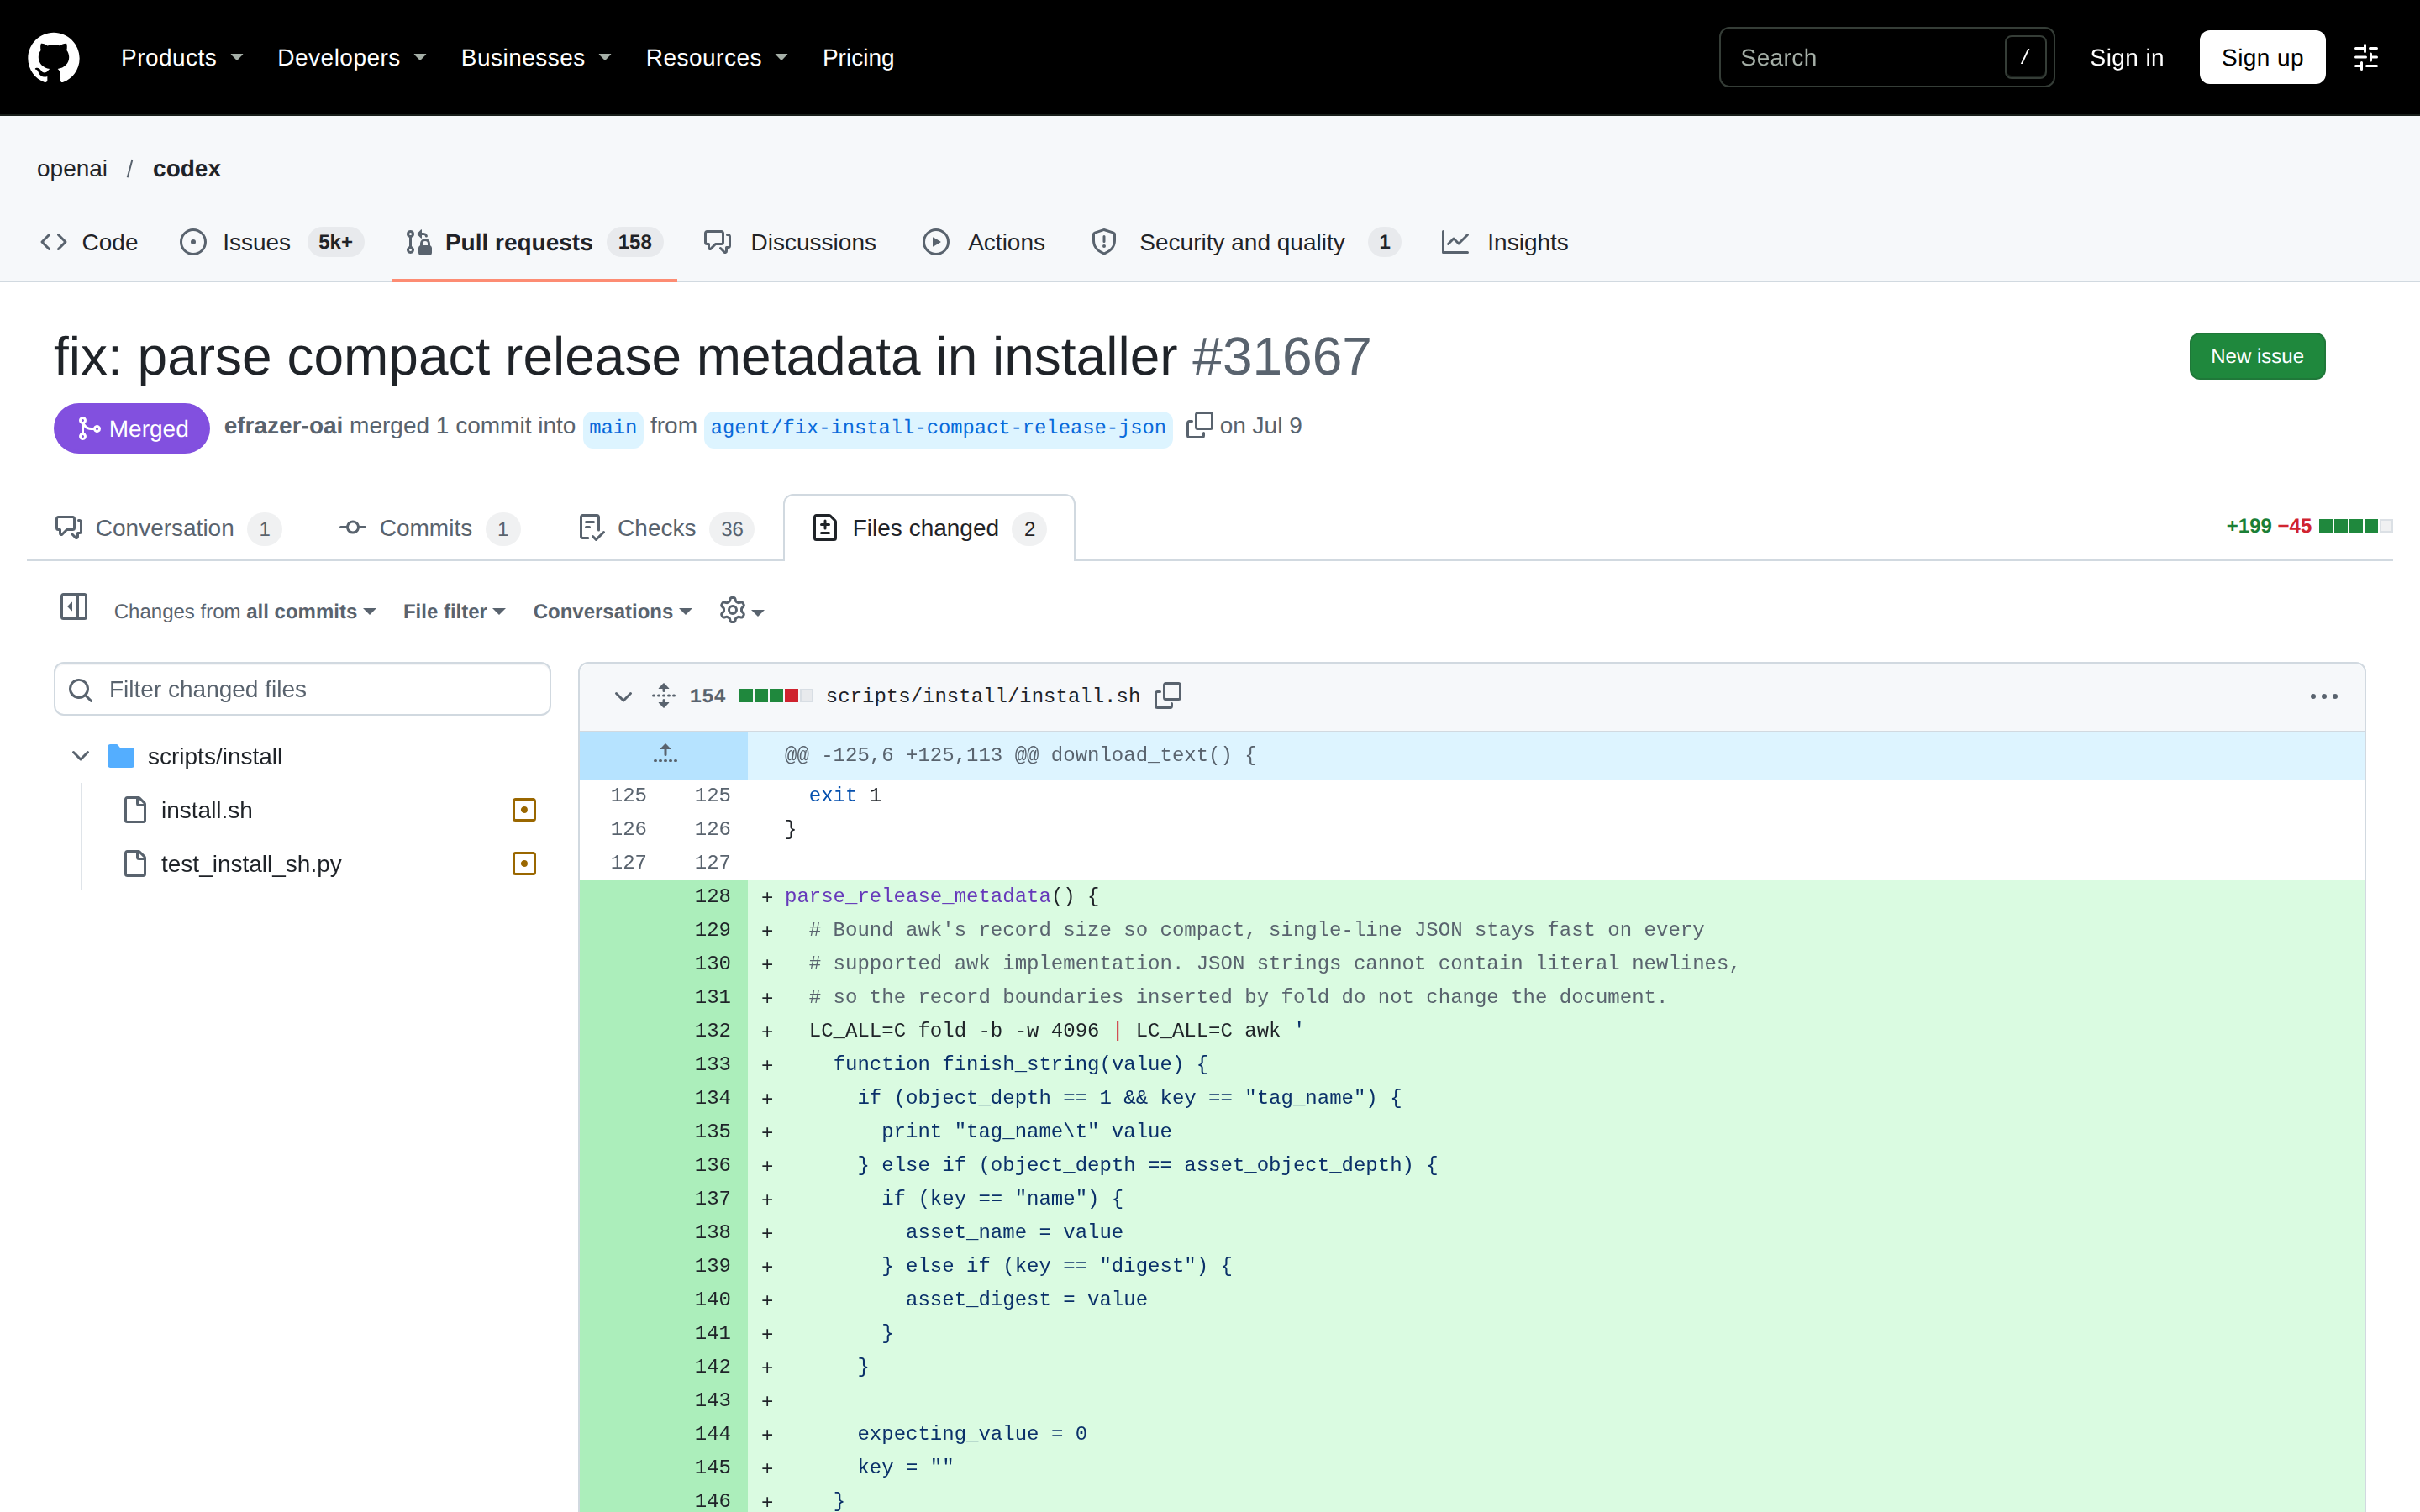 Products Developers Businesses Resources Pricing Search / Sign in Sign up
openai / codex
Code Issues 5k+ Pull requests 158 Discussions Actions Security and quality 1 Insights
fix: parse compact release metadata in installer #31667 New issue
Merged efrazer-oai merged 1 commit into main from agent/fix-install-compact-release-json on Jul 9
Conversation 1 Commits 1 Checks 36 Files changed 2 +199 −45
Changes from all commits File filter Conversations
Filter changed files
scripts/install
install.sh
test_install_sh.py
154 scripts/install/install.sh
@@ -125,6 +125,113 @@ download_text() {
125 125 exit 1
126 126 }
127 127
128 + parse_release_metadata() {
129 + # Bound awk's record size so compact, single-line JSON stays fast on every
130 + # supported awk implementation. JSON strings cannot contain literal newlines,
131 + # so the record boundaries inserted by fold do not change the document.
132 + LC_ALL=C fold -b -w 4096 | LC_ALL=C awk '
133 + function finish_string(value) {
134 + if (object_depth == 1 && key == "tag_name") {
135 + print "tag_name\t" value
136 + } else if (object_depth == asset_object_depth) {
137 + if (key == "name") {
138 + asset_name = value
139 + } else if (key == "digest") {
140 + asset_digest = value
141 + }
142 + }
143 +
144 + expecting_value = 0
145 + key = ""
146 + }